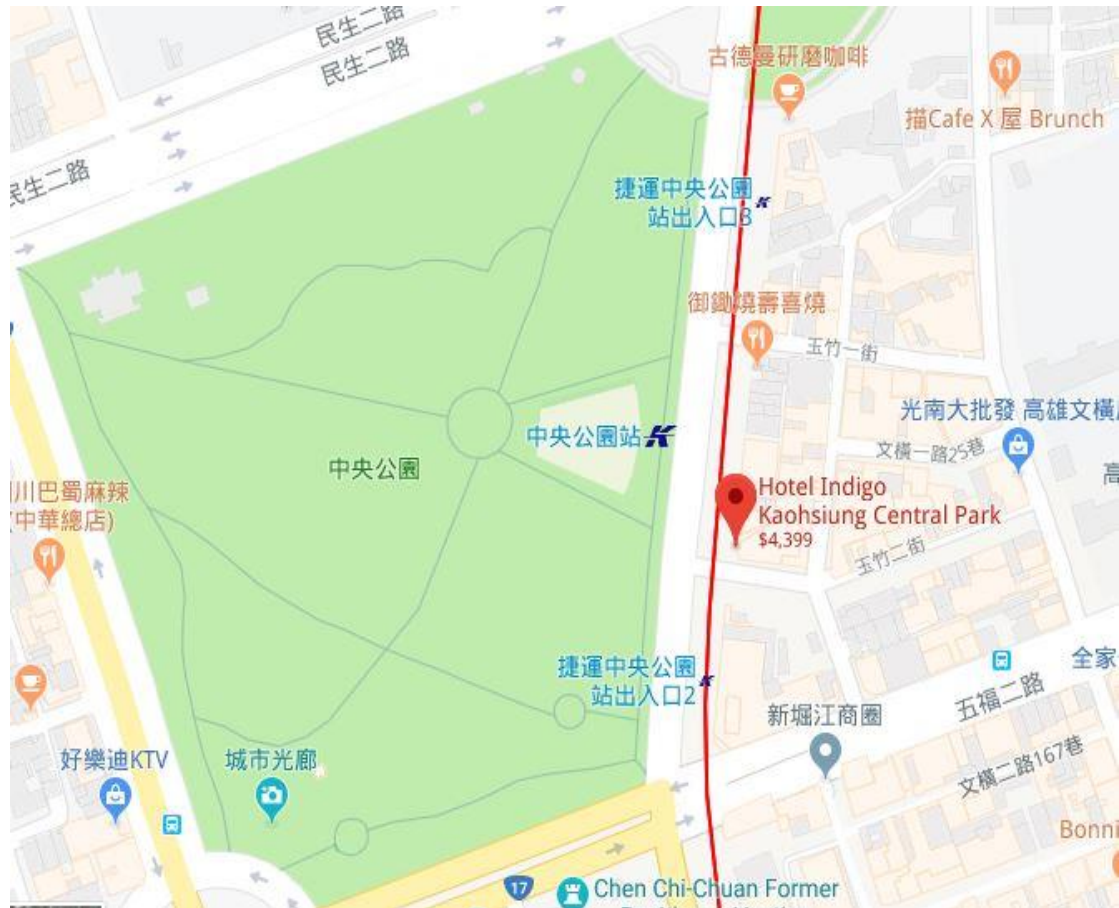 民生二路
民生二路
民生二路
古德曼研磨咖啡
描Cafe X 屋 Brunch
捷運中央公園
站出入口3
御鋤燒壽喜燒
玉竹一街
光南大批發 高雄文橫
文橫一路25巷
中央公園站
中央公園
川巴蜀麻辣
(中華總店)
高
Hotel Indigo
Kaohsiung Central Park
$4,399
玉竹二街
捷運中央公園
站出入口2
全家
五福二路
新堀江商圈
好樂迪KTV
城市光廊
文橫二路167巷
Bonni
17
Chen Chi-Chuan Former